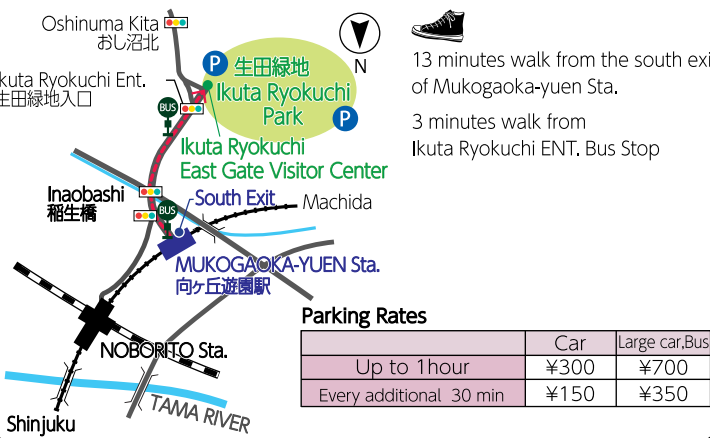 Oshinuma Kita
おし沼北
Ikuta Ryokuchi Ent.
生田緑地入口
P
生田緑地
Ikuta Ryokuchi
Park
P
N
BUS
Ikuta Ryokuchi
East Gate Visitor Center
Inaobashi
稲生橋
BUS
South Exit
Machida
MUKOGAOKA-YUEN Sta.
向ヶ丘遊園駅
NOBORITO Sta.
TAMA RIVER
Shinjuku
13 minutes walk from the south exi
of Mukogaoka-yuen Sta.
3 minutes walk from
Ikuta Ryokuchi ENT. Bus Stop
Parking Rates
Car Large car,Bus
Up to 1hour ¥300 ¥700
Every additional 30 min ¥150 ¥350